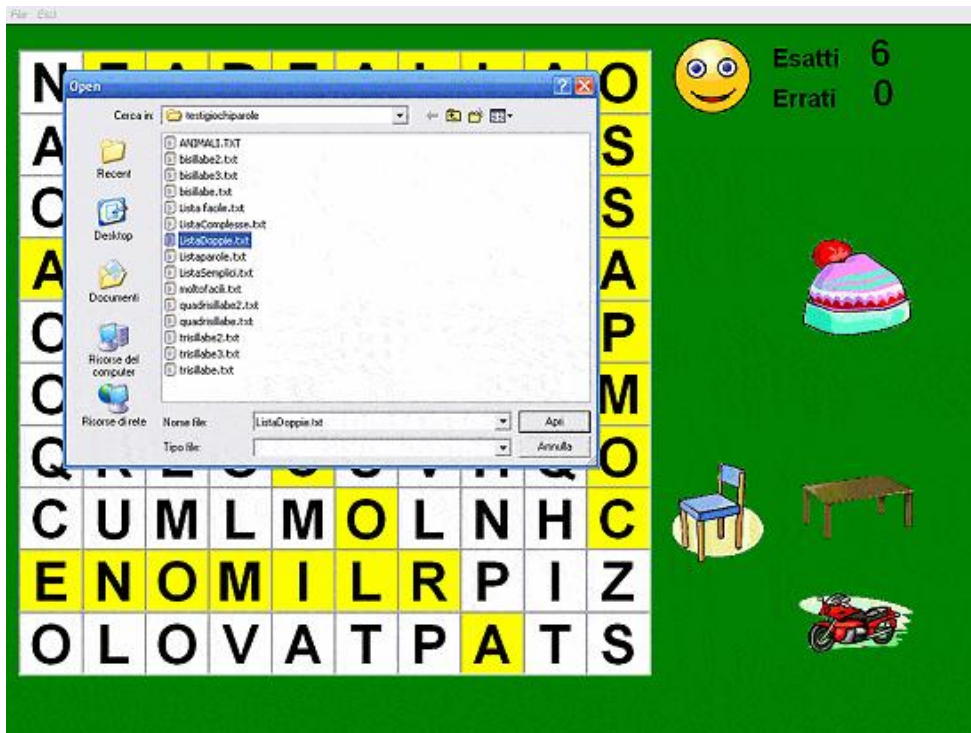 File Esci
Esatti 6
Errati 0
N O
Open
Cerca in: testigiochiparole
Recent
Desktop
Documenti
Risorse del computer
Risorse di rete
ANIMALI.TXT
bisillabe2.txt
bisillabe3.txt
bisillabe.txt
Lista facile.txt
ListaComplesse.txt
ListaDoppie.txt
Listaparole.txt
ListaSemplici.txt
moltofacili.txt
quadrisillabe2.txt
quadrisillabe.txt
trisillabe2.txt
trisillabe3.txt
trisillabe.txt
Nome file: ListaDoppie.txt Apri
Tipo file: Annulla
A S
S
A A
P
M
Q O
C U M L M O L N H C
E N O M I L R P I Z
O L O V A T P A T S